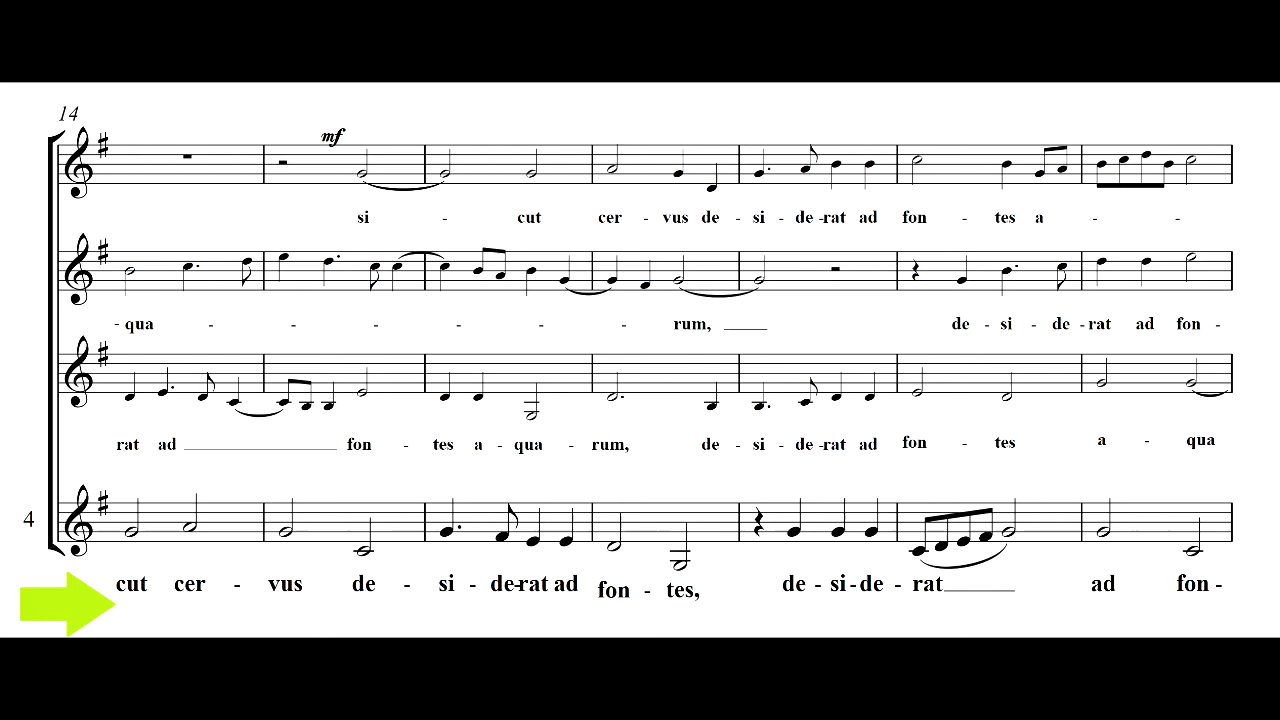 14
mf
si - cut cer - vus de - si - de - rat ad fon - tes a - - -
- qua - - - - - - rum, de - si - de - rat ad fon -
rat ad fon - tes a - qua - rum, de - si - de - rat ad fon - tes a - qua
4
cut cer - vus de - si - de - rat ad fon - tes, de - si - de - rat ad fon -